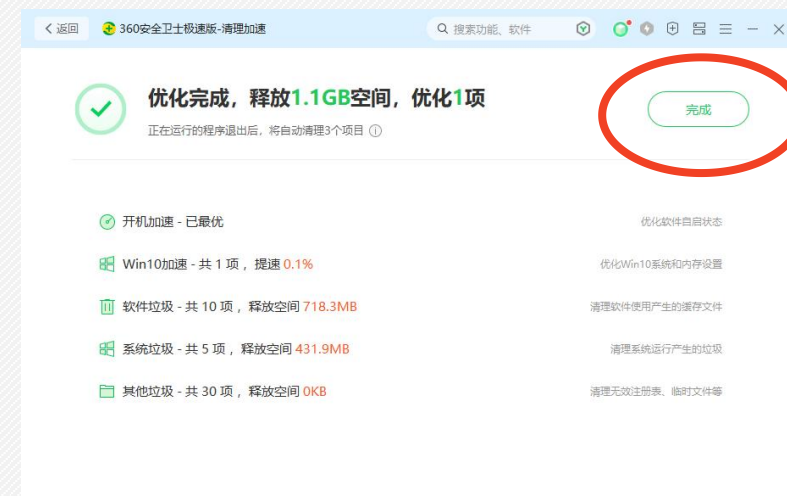 返回
360安全卫士极速版-清理加速
搜索功能、软件
优化完成，释放1.1GB空间，优化1项
正在运行的程序退出后，将自动清理3个项目
完成
开机加速 - 已最优
优化软件自启状态
Win10加速 - 共 1 项 ，提速 0.1%
优化Win10系统和内存设置
软件垃圾 - 共 10 项 ，释放空间 718.3MB
清理软件使用产生的缓存文件
系统垃圾 - 共 5 项 ，释放空间 431.9MB
清理系统运行产生的垃圾
其他垃圾 - 共 30 项 ，释放空间 0KB
清理无效注册表、临时文件等